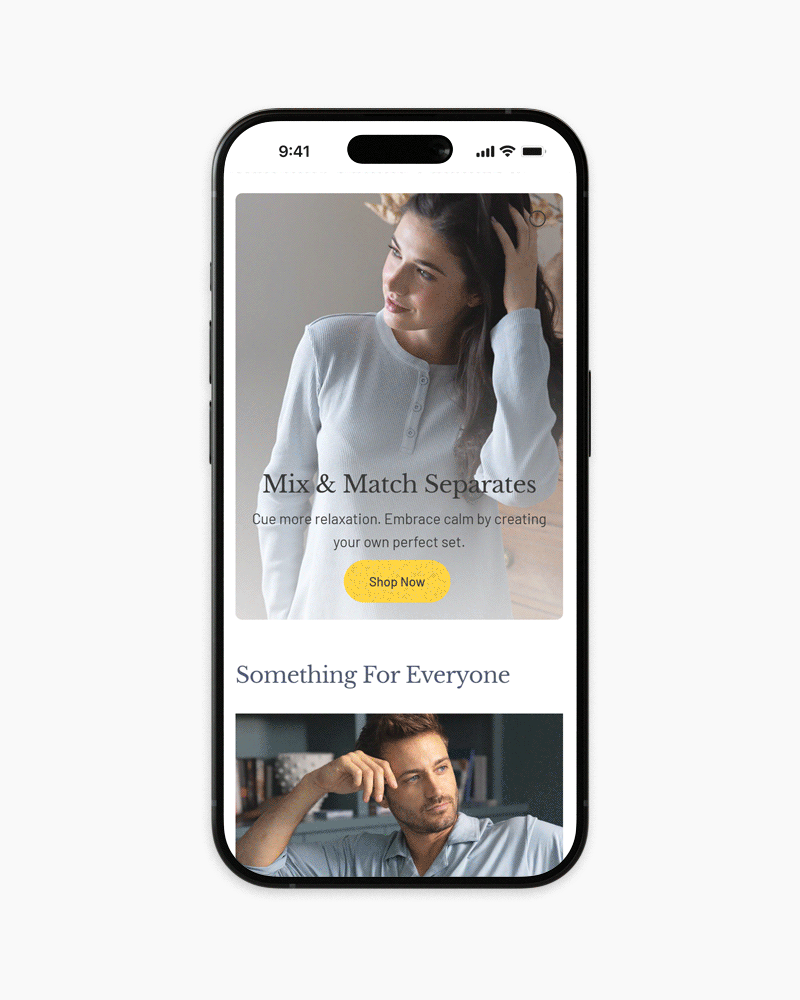 9:41
Mix & Match Separates
Cue more relaxation. Embrace calm by creating
your own perfect set.
Shop Now
Something For Everyone